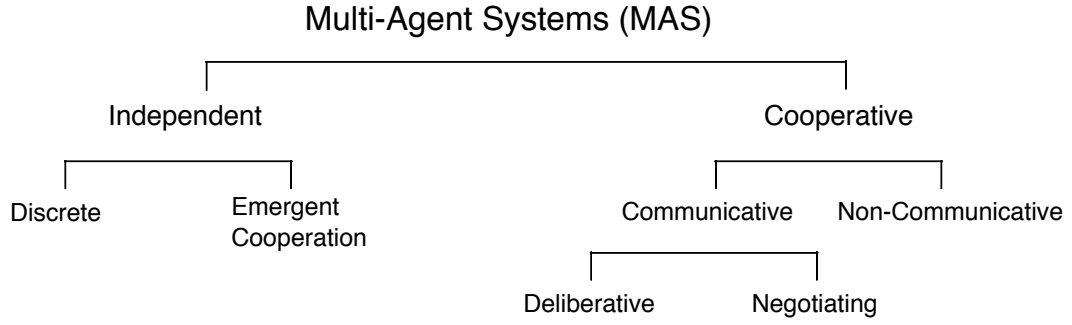 Multi-Agent Systems (MAS)
Independent
Cooperative
Discrete
Emergent
Cooperation
Communicative
Non-Communicative
Deliberative
Negotiating